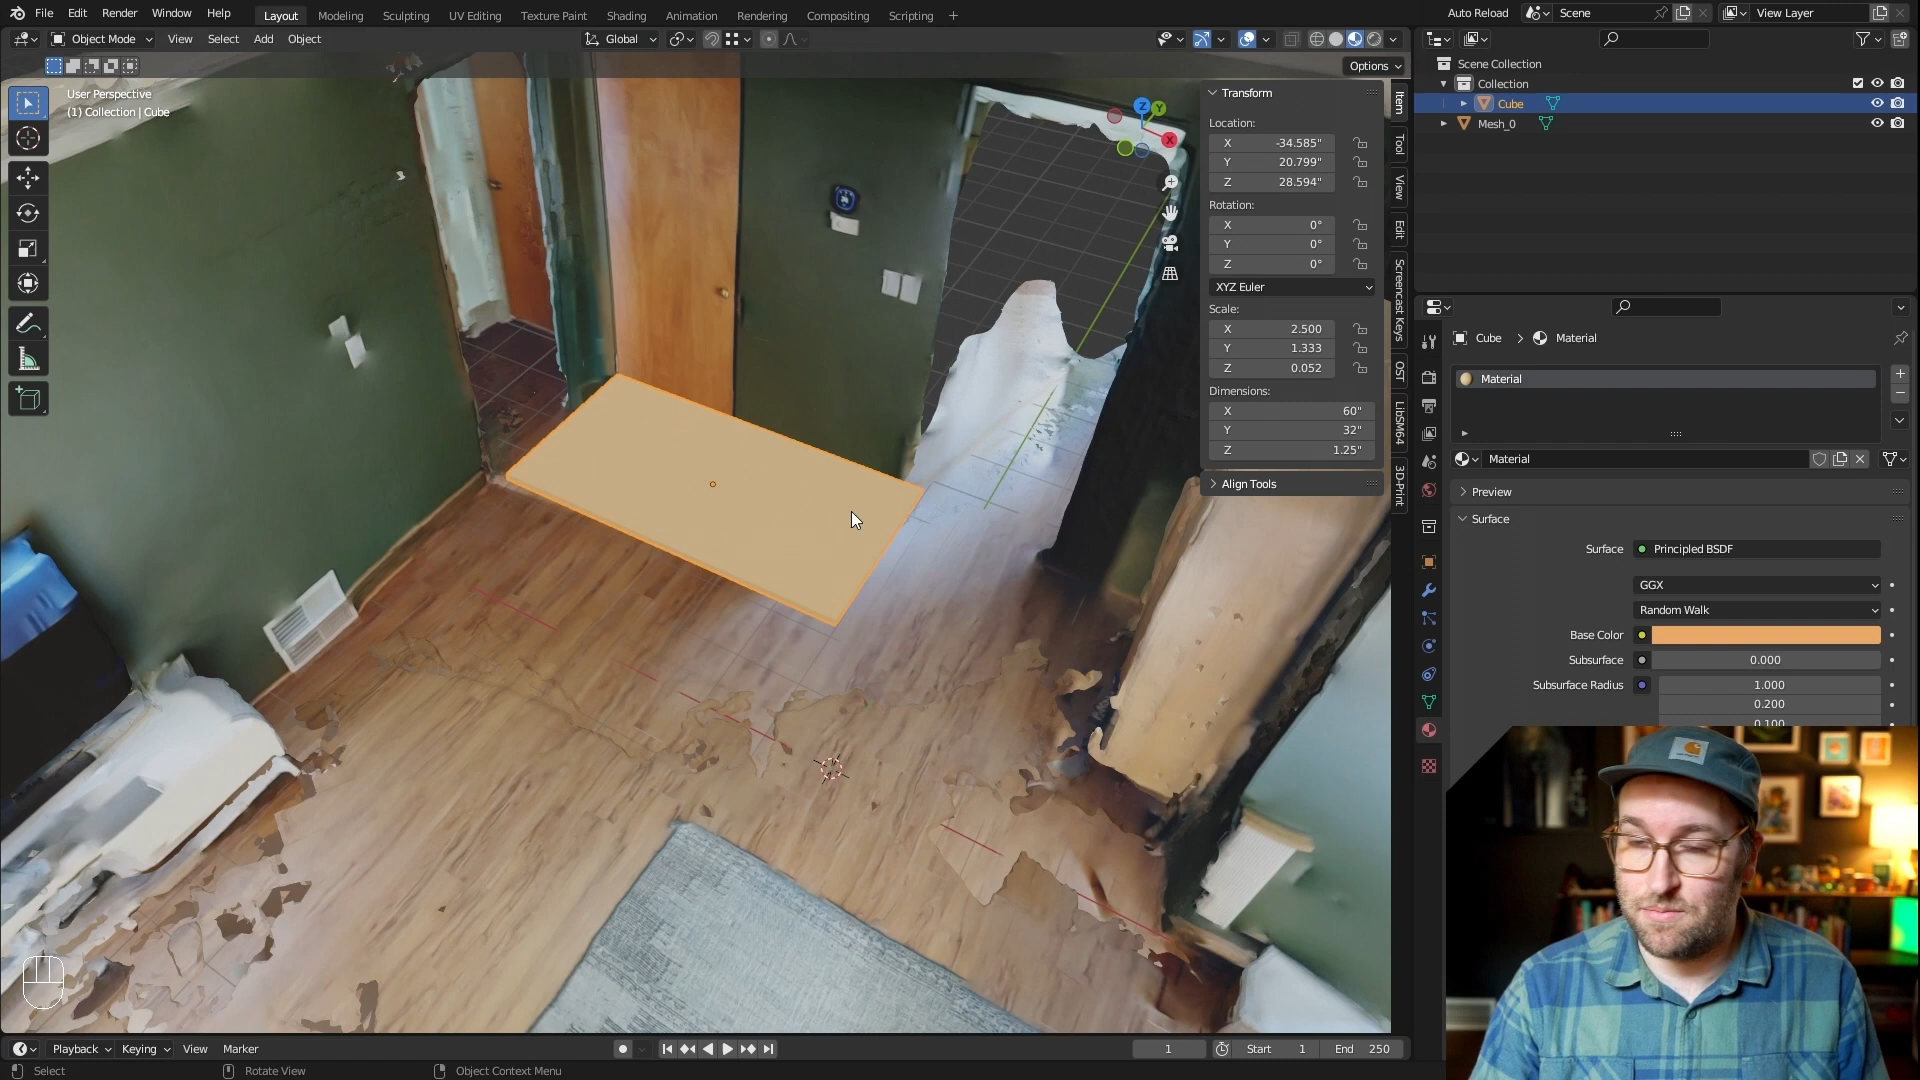 File Edit Render Window Help Layout Modeling Sculpting UV Editing Texture Paint Shading Animation Rendering Compositing Scripting + Auto Reload Scene View Layer
Object Mode View Select Add Object Global
Options
User Perspective
(1) Collection | Cube
Transform
Location:
X -34.585"
Y 20.799"
Z 28.594"
Rotation:
X 0°
Y 0°
Z 0°
XYZ Euler
Scale:
X 2.500
Y 1.333
Z 0.052
Dimensions:
X 60"
Y 32"
Z 1.25"
Align Tools
Z
Y
X
Item
Tool
View
Edit
Screencast Keys
OST
LibSM64
3D-Print
Scene Collection
Collection
Cube
Mesh_0
Cube > Material
Material
Material
Preview
Surface
Surface Principled BSDF
GGX
Random Walk
Base Color
Subsurface 0.000
Subsurface Radius 1.000
0.200
0.100
Playback Keying View Marker 1 Start 1 End 250
Select Rotate View Object Context Menu